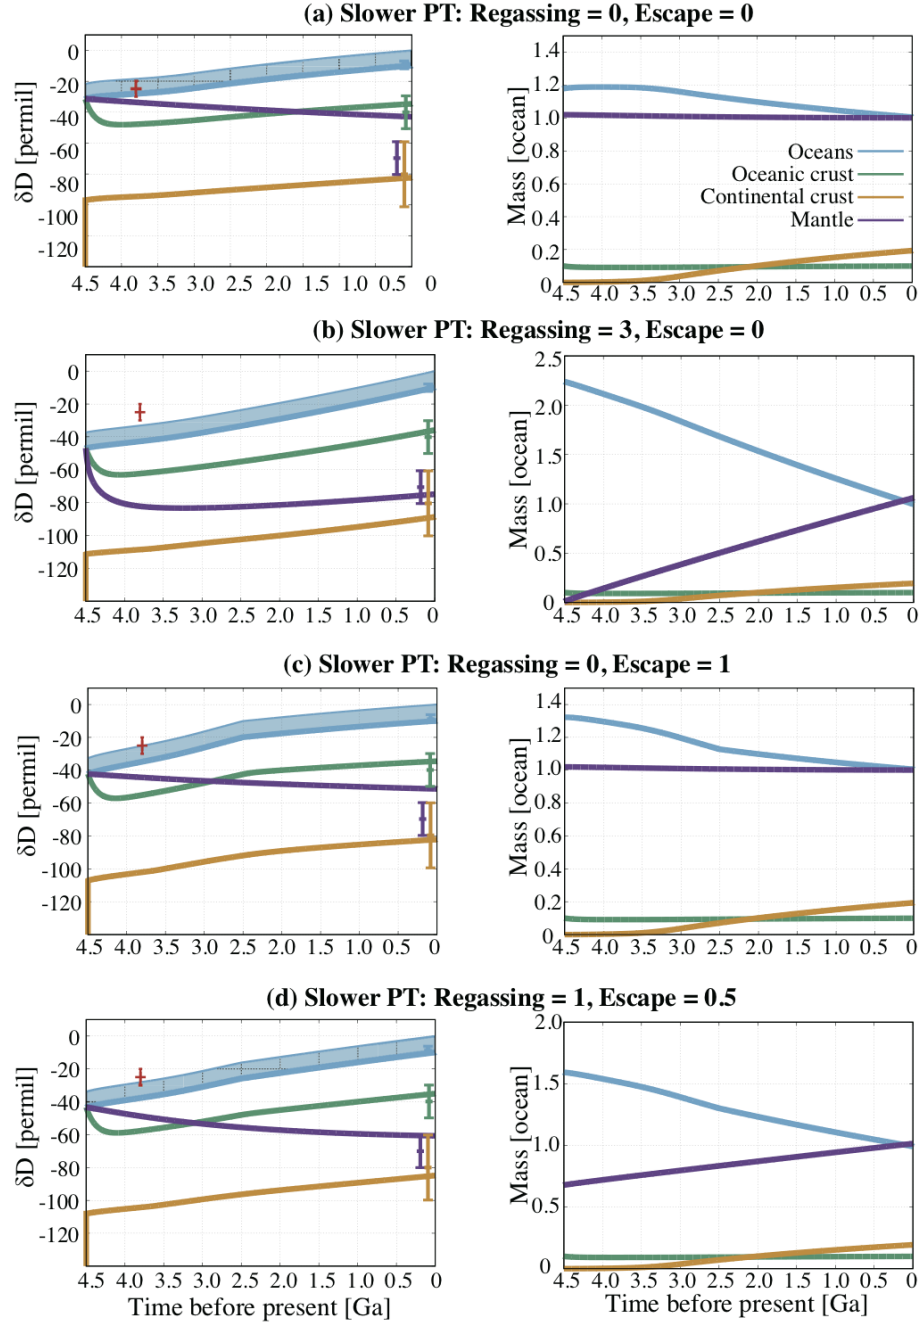 (a) Slower PT: Regassing = 0, Escape = 0
δD [permil]
0
-20
-40
-60
-80
-100
-120
4.5 4.0 3.5 3.0 2.5 2.0 1.5 1.0 0.5 0
Mass [ocean]
1.4
1.2
1.0
0.8
0.6
0.4
0.2
0
Oceans
Oceanic crust
Continental crust
Mantle
4.5 4.0 3.5 3.0 2.5 2.0 1.5 1.0 0.5 0
(b) Slower PT: Regassing = 3, Escape = 0
δD [permil]
0
-20
-40
-60
-80
-100
-120
4.5 4.0 3.5 3.0 2.5 2.0 1.5 1.0 0.5 0
Mass [ocean]
2.5
2.0
1.5
1.0
0.5
0
4.5 4.0 3.5 3.0 2.5 2.0 1.5 1.0 0.5 0
(c) Slower PT: Regassing = 0, Escape = 1
δD [permil]
0
-20
-40
-60
-80
-100
-120
4.5 4.0 3.5 3.0 2.5 2.0 1.5 1.0 0.5 0
Mass [ocean]
1.4
1.2
1.0
0.8
0.6
0.4
0.2
0
4.5 4.0 3.5 3.0 2.5 2.0 1.5 1.0 0.5 0
(d) Slower PT: Regassing = 1, Escape = 0.5
δD [permil]
0
-20
-40
-60
-80
-100
-120
4.5 4.0 3.5 3.0 2.5 2.0 1.5 1.0 0.5 0
Time before present [Ga]
Mass [ocean]
2.0
1.5
1.0
0.5
0
4.5 4.0 3.5 3.0 2.5 2.0 1.5 1.0 0.5 0
Time before present [Ga]